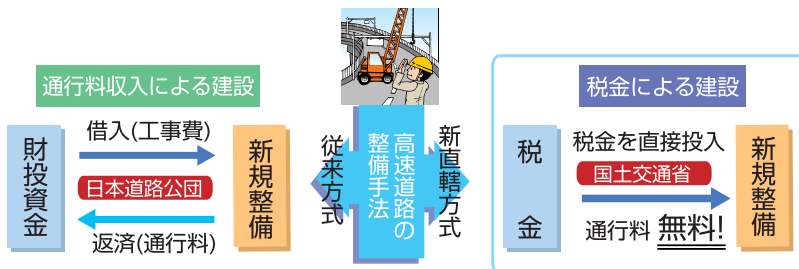 通行料収入による建設
財投資金
借入(工事費)
日本道路公団
返済(通行料)
新規整備
従来方式
高速道路の
整備手法
新直轄方式
税金による建設
税金
税金を直接投入
国土交通省
通行料 無料!
新規整備